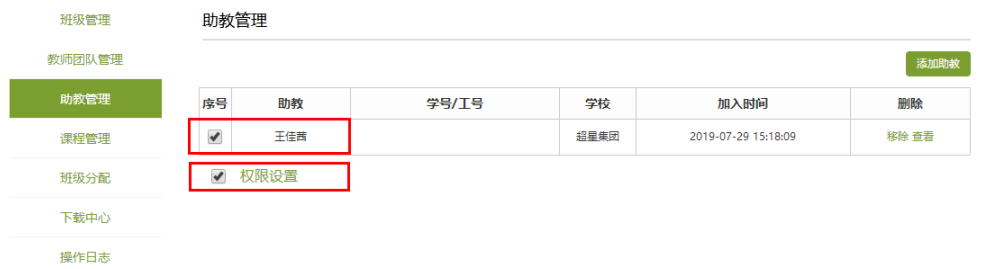 班级管理
教师团队管理
助教管理
课程管理
班级分配
下载中心
操作日志
助教管理
添加助教
序号 助教 学号/工号 学校 加入时间 删除
王佳茜 超星集团 2019-07-29 15:18:09 移除 查看
权限设置